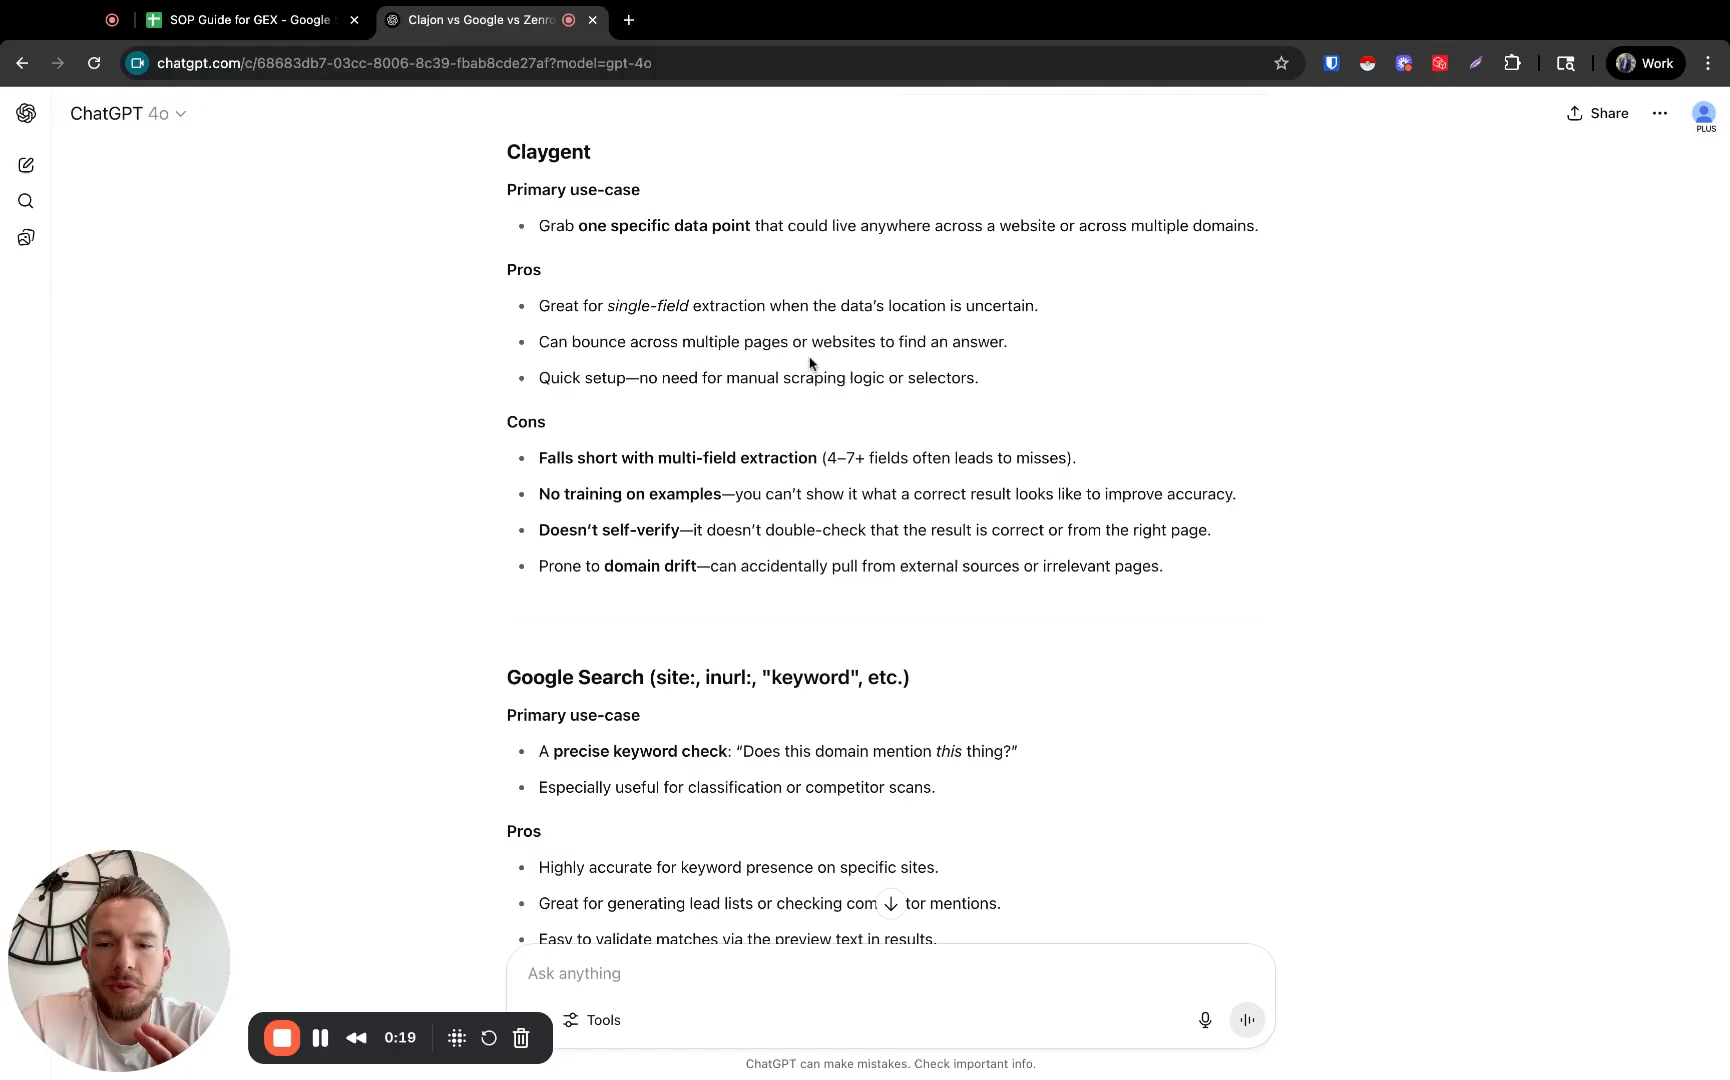 SOP Guide for GEX - Google
Clajon vs Google vs Zenro
chatgpt.com/c/68683db7-03cc-8006-8c39-fbab8cde27af?model=gpt-4o
Work
ChatGPT 4o
Share
PLUS
Claygent
Primary use-case
Grab one specific data point that could live anywhere across a website or across multiple domains.
Pros
Great for single-field extraction when the data’s location is uncertain.
Can bounce across multiple pages or websites to find an answer.
Quick setup—no need for manual scraping logic or selectors.
Cons
Falls short with multi-field extraction (4–7+ fields often leads to misses).
No training on examples—you can’t show it what a correct result looks like to improve accuracy.
Doesn’t self-verify—it doesn’t double-check that the result is correct or from the right page.
Prone to domain drift—can accidentally pull from external sources or irrelevant pages.
Google Search (site:, inurl:, "keyword", etc.)
Primary use-case
A precise keyword check: “Does this domain mention this thing?”
Especially useful for classification or competitor scans.
Pros
Highly accurate for keyword presence on specific sites.
Great for generating lead lists or checking com tor mentions.
Easy to validate matches via the preview text in results.
Ask anything
Tools
0:19
ChatGPT can make mistakes. Check important info.